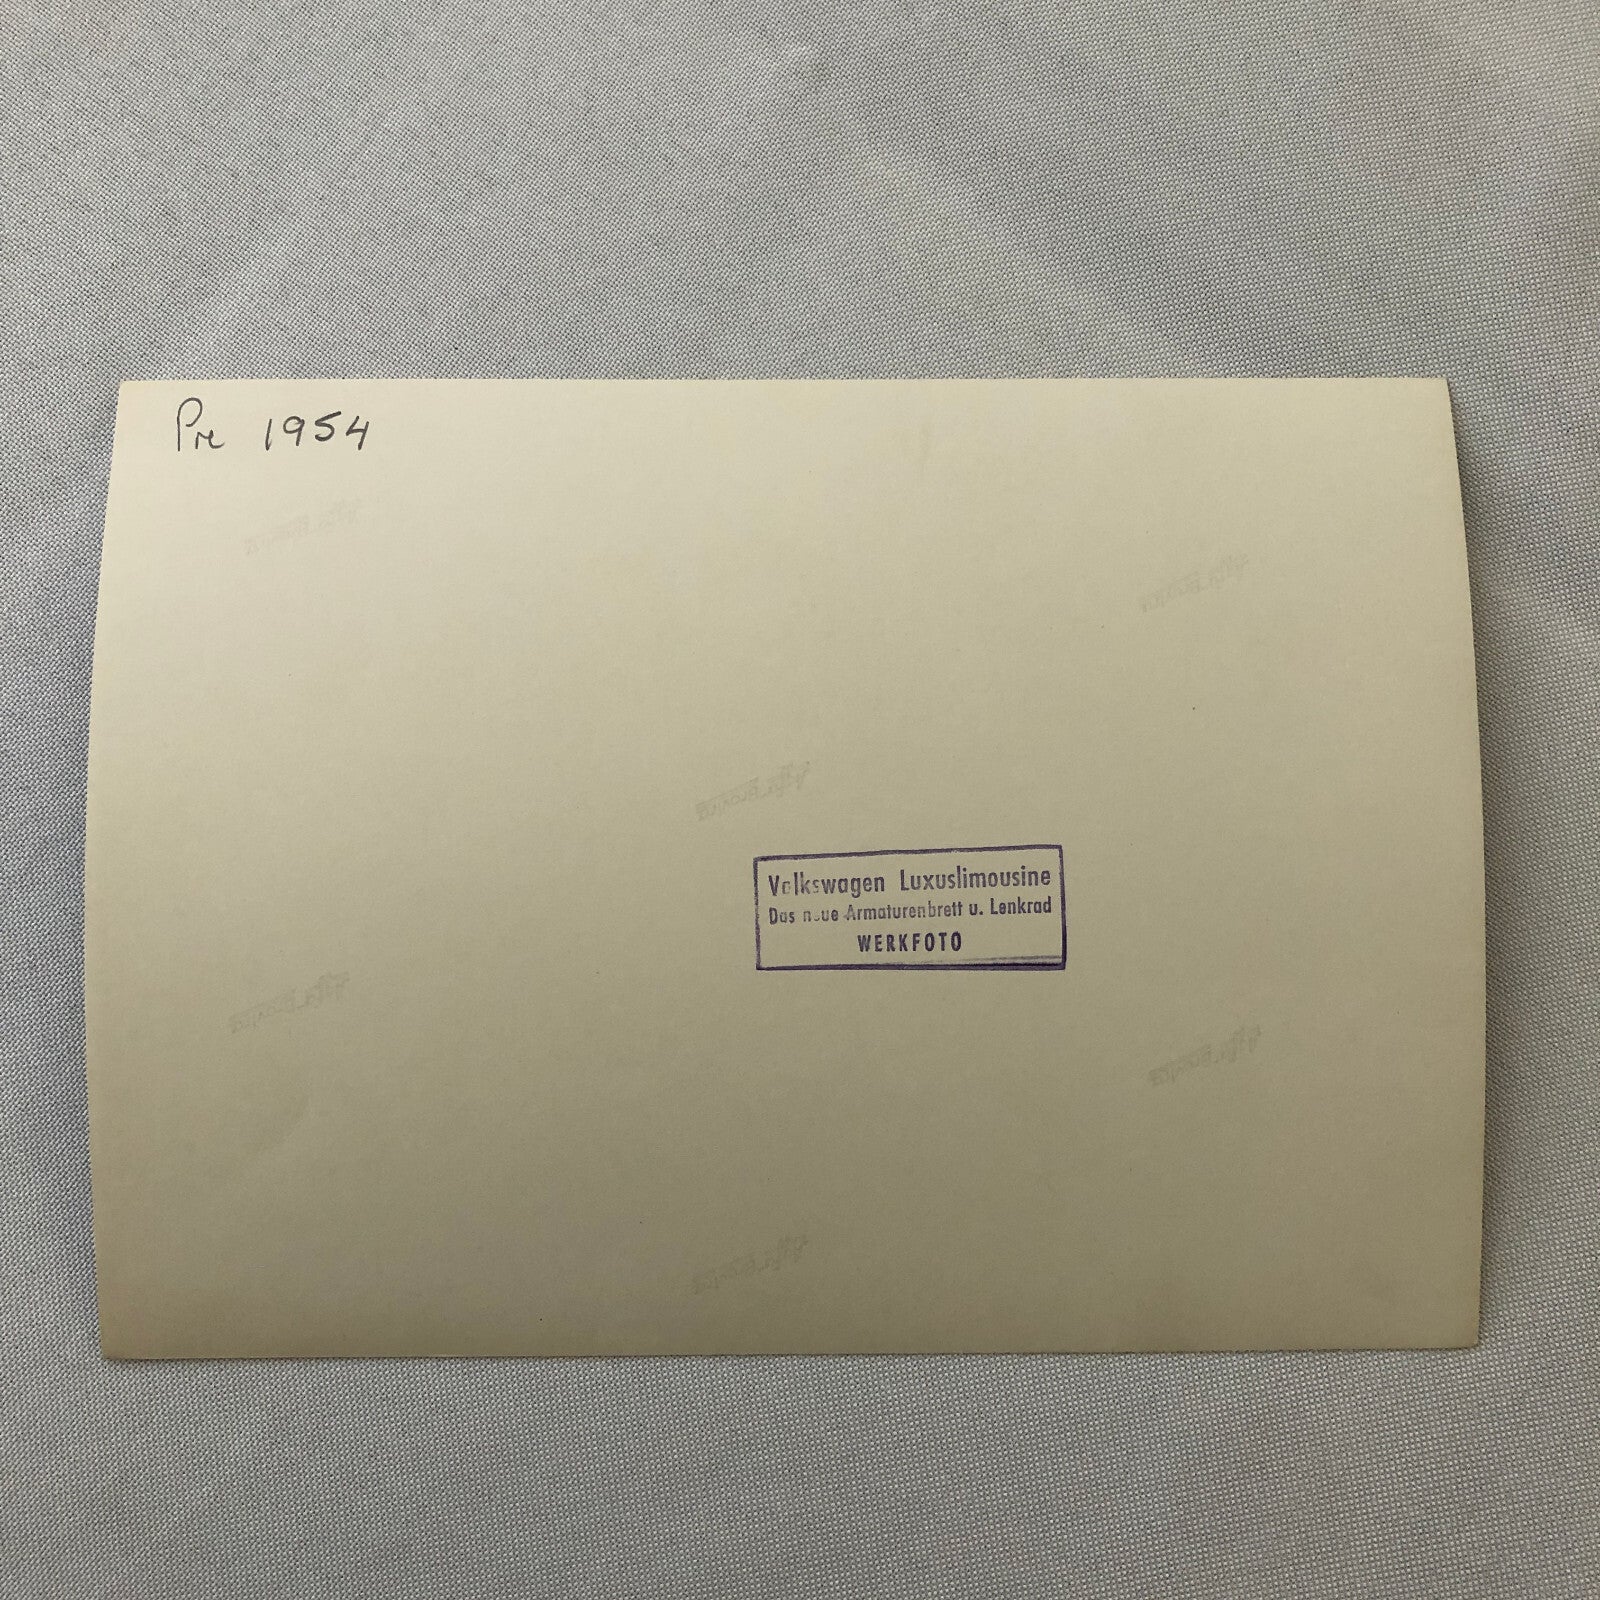 Pre 1954
Volkswagen Luxuslimousine
Das neue Armaturenbrett u. Lenkrad
WERKFOTO